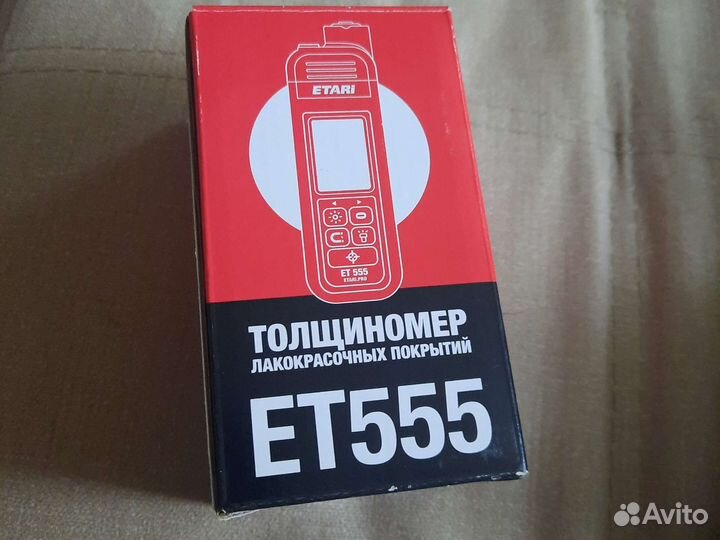 ETARI
ET 555
ETARI.PRO
ТОЛЩИНОМЕР
ЛАКОКРАСОЧНЫХ ПОКРЫТИЙ
ET555
Avito